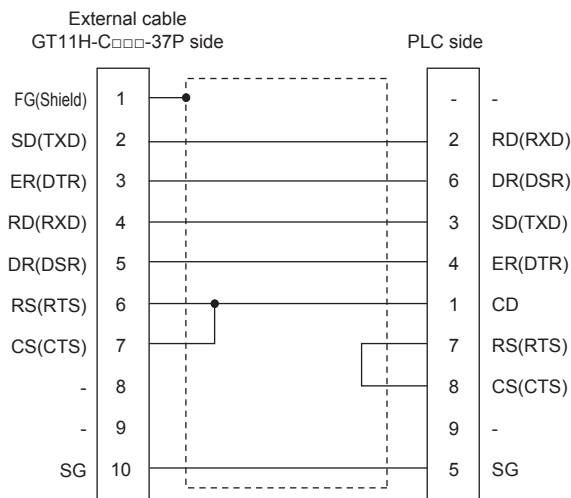 External cable
GT11H-C□□□-37P side PLC side
FG(Shield) 1 - -
SD(TXD) 2 2 RD(RXD)
ER(DTR) 3 6 DR(DSR)
RD(RXD) 4 3 SD(TXD)
DR(DSR) 5 4 ER(DTR)
RS(RTS) 6 1 CD
CS(CTS) 7 7 RS(RTS)
- 8 8 CS(CTS)
- 9 9 -
SG 10 5 SG